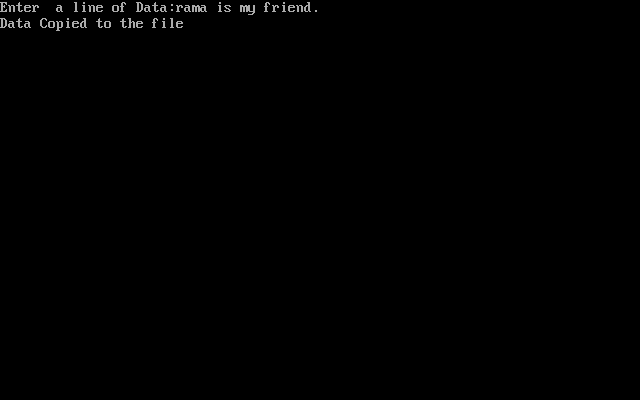 Enter  a line of Data:rama is my friend.
Data Copied to the file